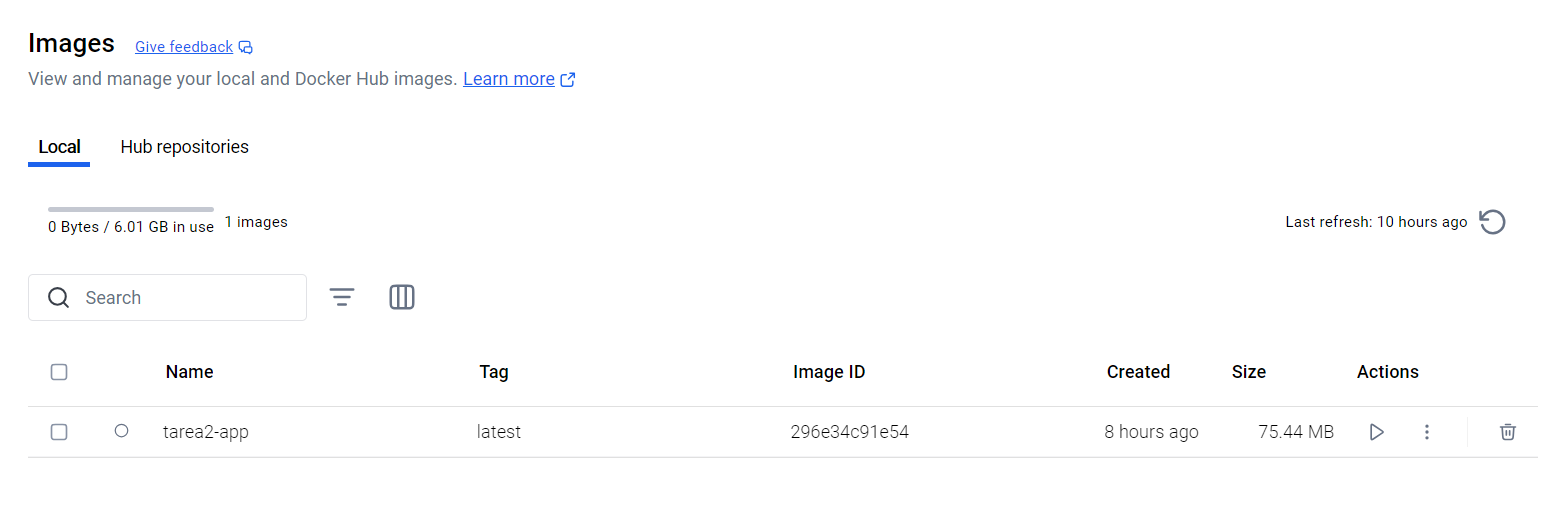 Images Give feedback
View and manage your local and Docker Hub images. Learn more
Local Hub repositories
0 Bytes / 6.01 GB in use 1 images Last refresh: 10 hours ago
Search
Name Tag Image ID Created Size Actions
tarea2-app latest 296e34c91e54 8 hours ago 75.44 MB